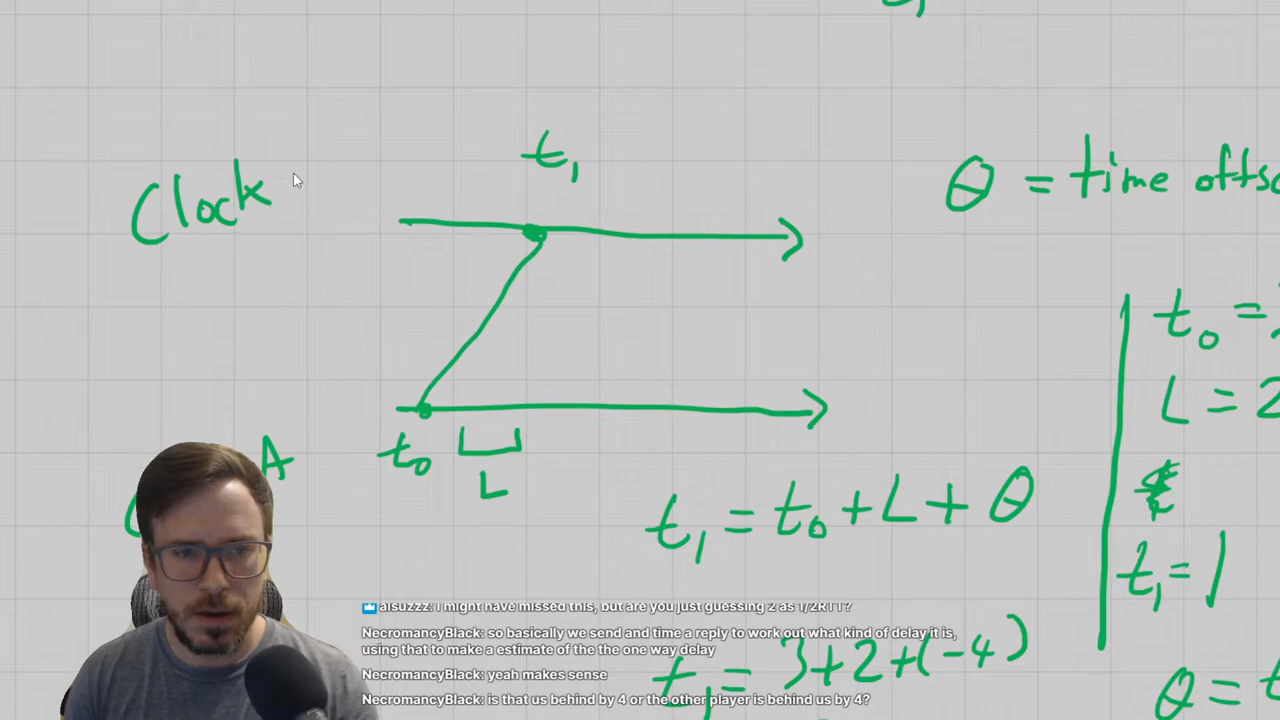 t1
Clock
θ = time offs
t0 =
L = 2
A
t0
L
t1 = t0 + L + θ
t1 = 1
alsuzzz: I might have missed this, but are you just guessing 2 as 1/2RTT?
NecromancyBlack: so basically we send and time a reply to work out what kind of delay it is,
using that to make a estimate of the the one way delay
NecromancyBlack: yeah makes sense
NecromancyBlack: is that us behind by 4 or the other player is behind us by 4?
t1 = 3+2+(-4)
θ = t